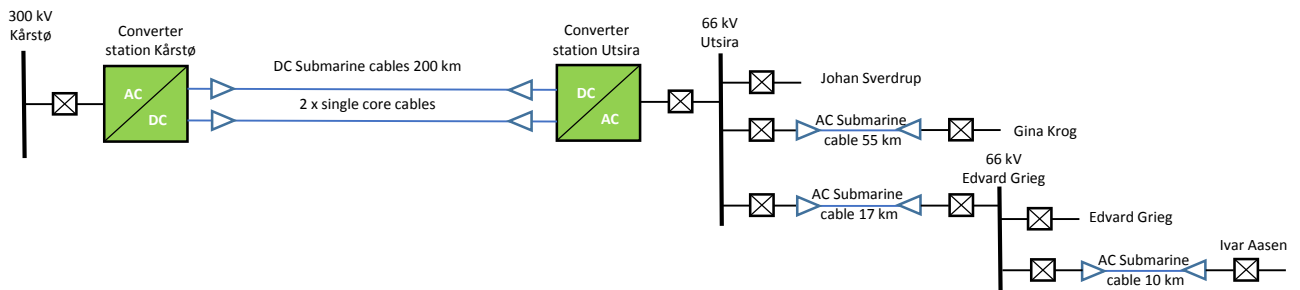 300 kV
Kårstø
Converter
station Kårstø
AC
DC
DC Submarine cables 200 km
2 x single core cables
Converter
station Utsira
DC
AC
66 kV
Utsira
Johan Sverdrup
AC Submarine
cable 55 km
Gina Krog
AC Submarine
cable 17 km
66 kV
Edvard Grieg
Edvard Grieg
AC Submarine
cable 10 km
Ivar Aasen